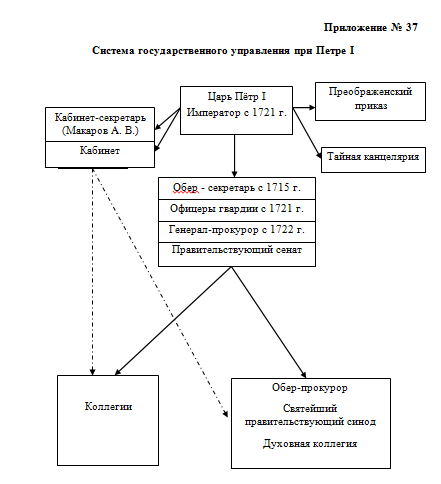 Приложение № 37
Система государственного управления при Петре I
Царь Пётр I
Император с 1721 г.
Преображенский
приказ
Кабинет-секретарь
(Макаров А. В.)
Кабинет
Тайная канцелярия
Обер - секретарь с 1715 г.
Офицеры гвардии с 1721 г.
Генерал-прокурор с 1722 г.
Правительствующий сенат
Коллегии
Обер-прокурор
Святейший
правительствующий синод
Духовная коллегия